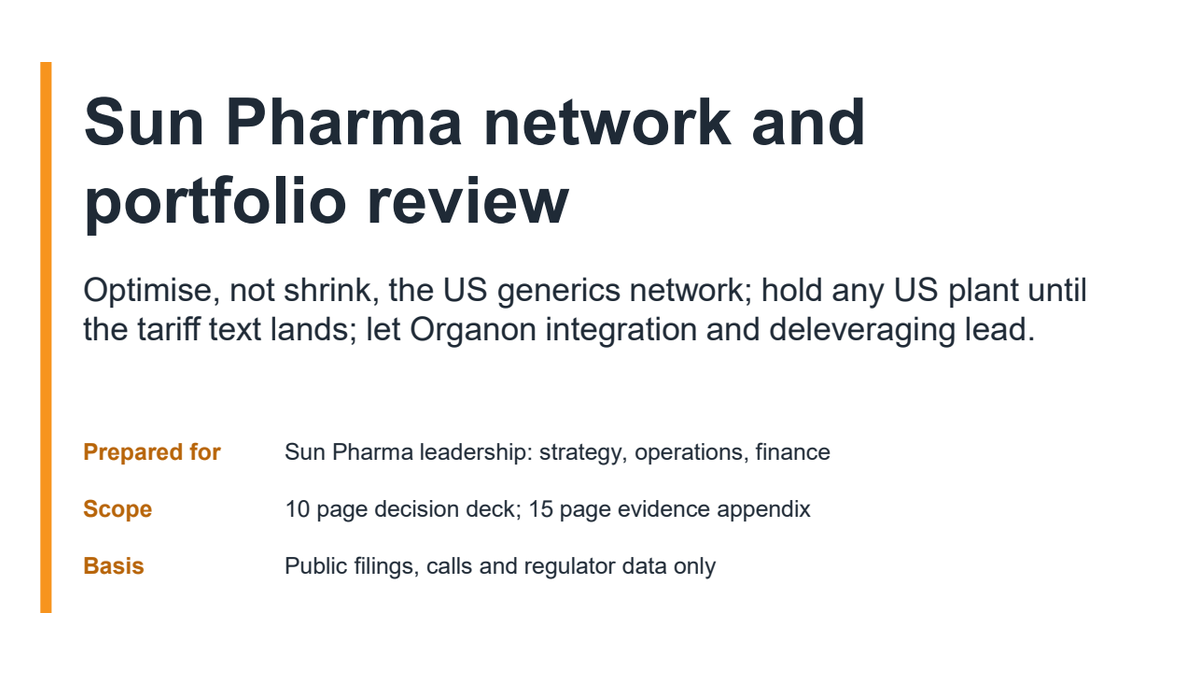 Sun Pharma network and
portfolio review
Optimise, not shrink, the US generics network; hold any US plant until
the tariff text lands; let Organon integration and deleveraging lead.
Prepared for Sun Pharma leadership: strategy, operations, finance
Scope 10 page decision deck; 15 page evidence appendix
Basis Public filings, calls and regulator data only